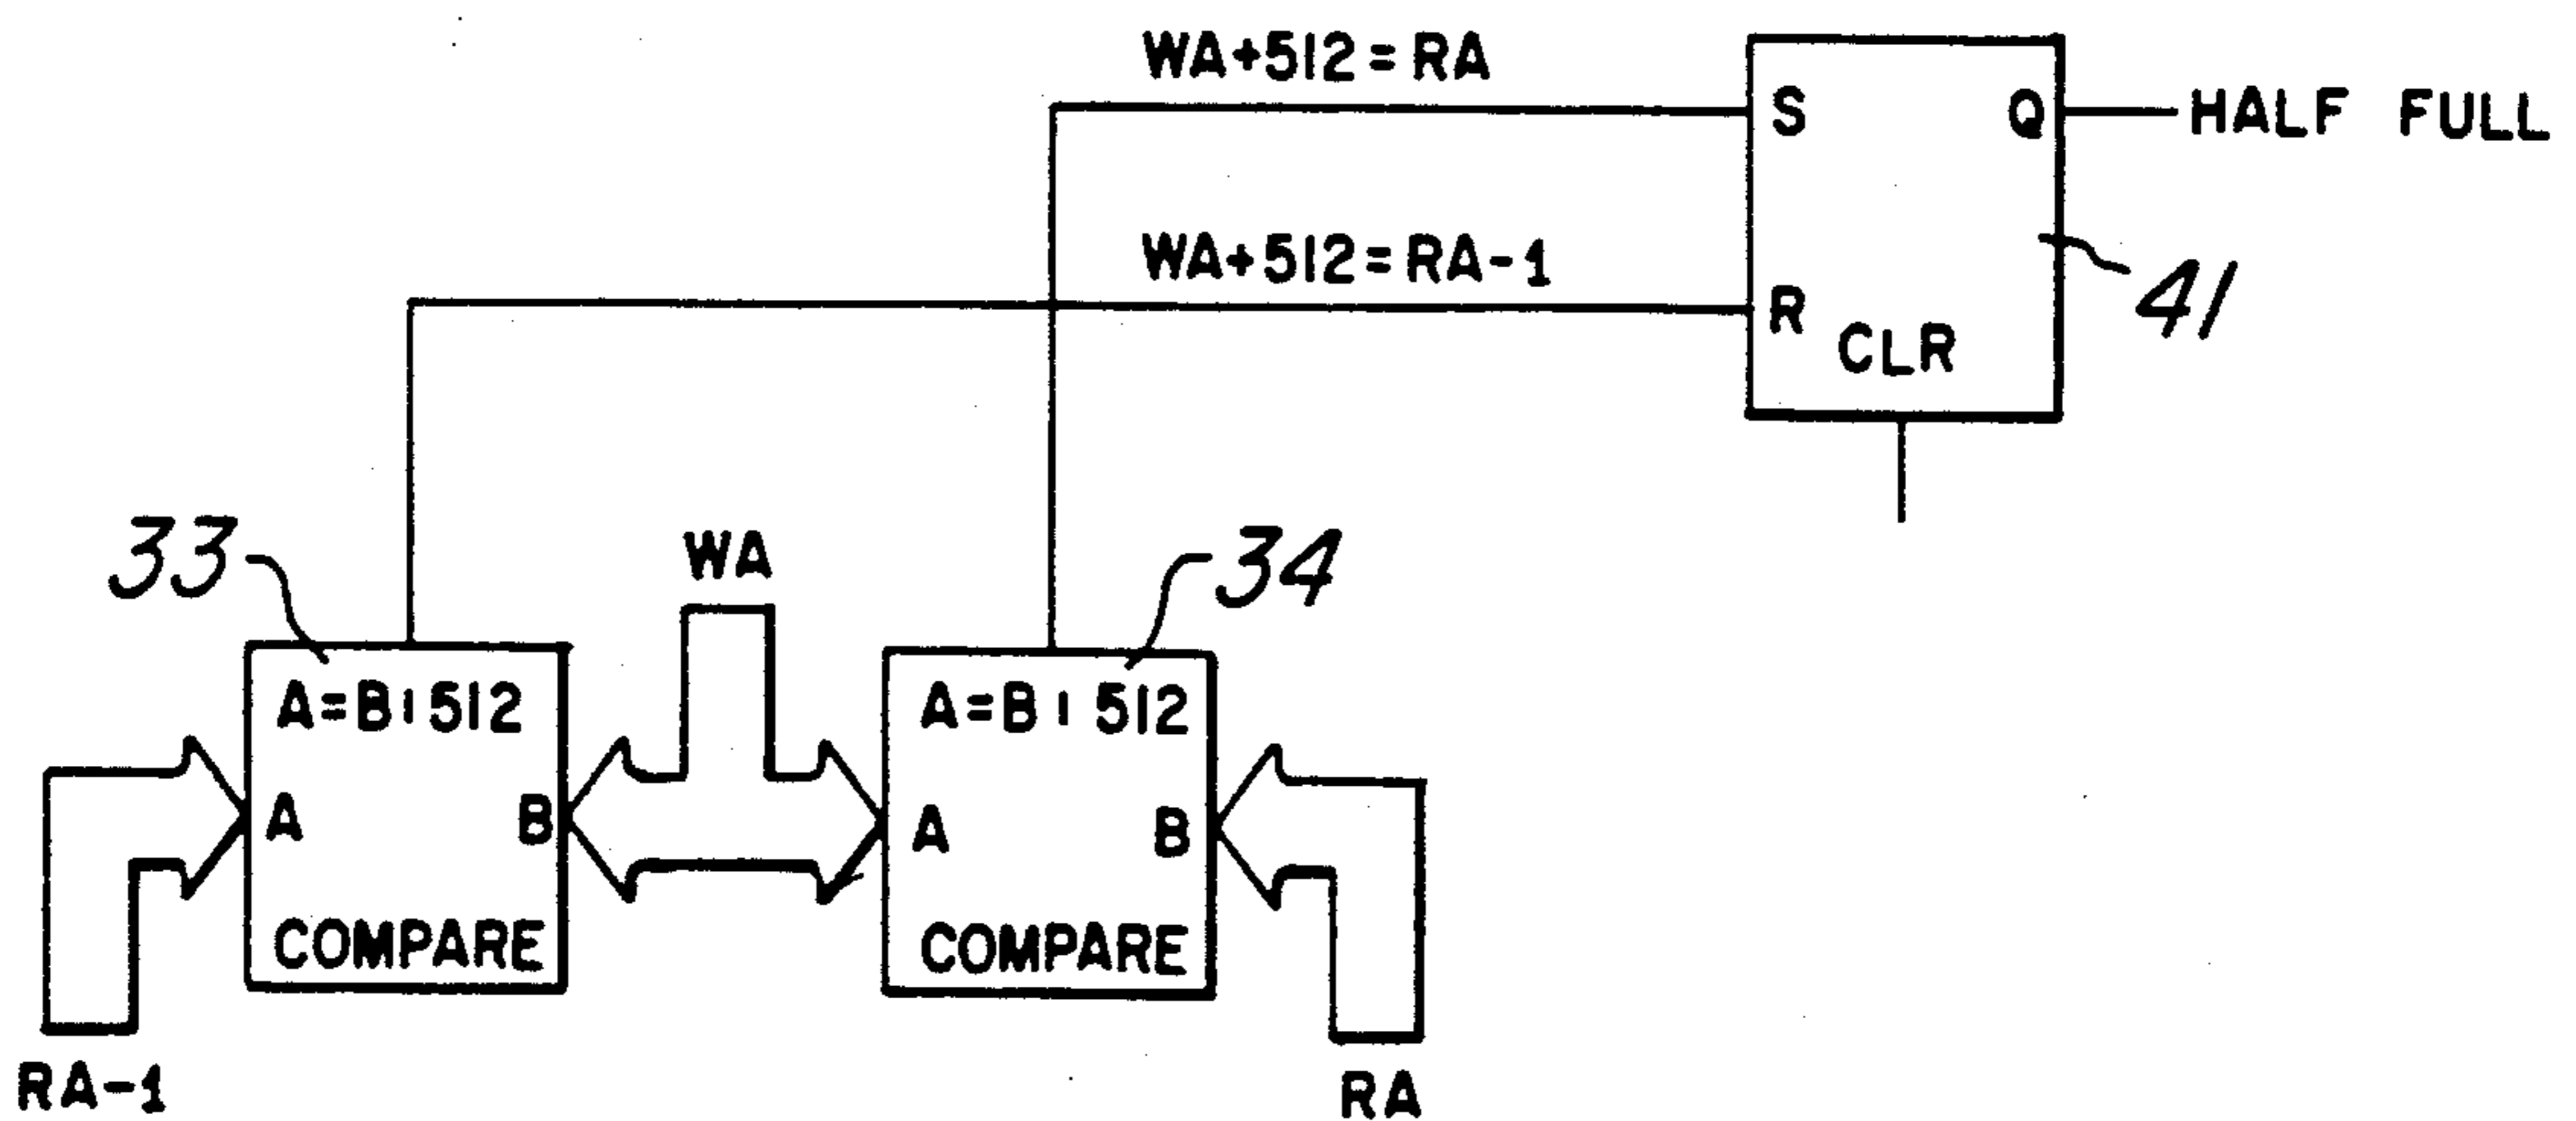 WA+512=RA
S
Q
HALF FULL
WA+512=RA-1
R
CLR
41
33
WA
34
A=B+512
A=B+512
A
B
A
B
COMPARE
COMPARE
RA-1
RA